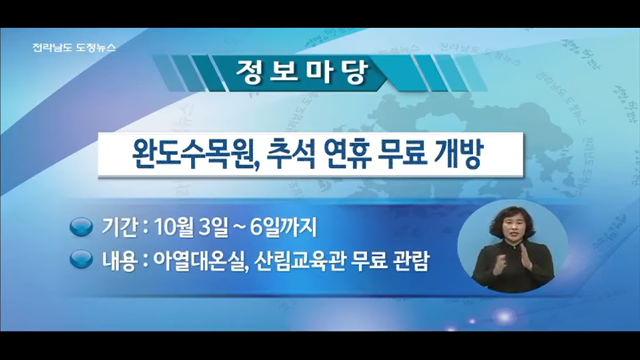 전라남도 도정뉴스
정보마당
완도수목원, 추석 연휴 무료 개방
기간 : 10월 3일 ~ 6일까지
내용 : 아열대온실, 산림교육관 무료 관람